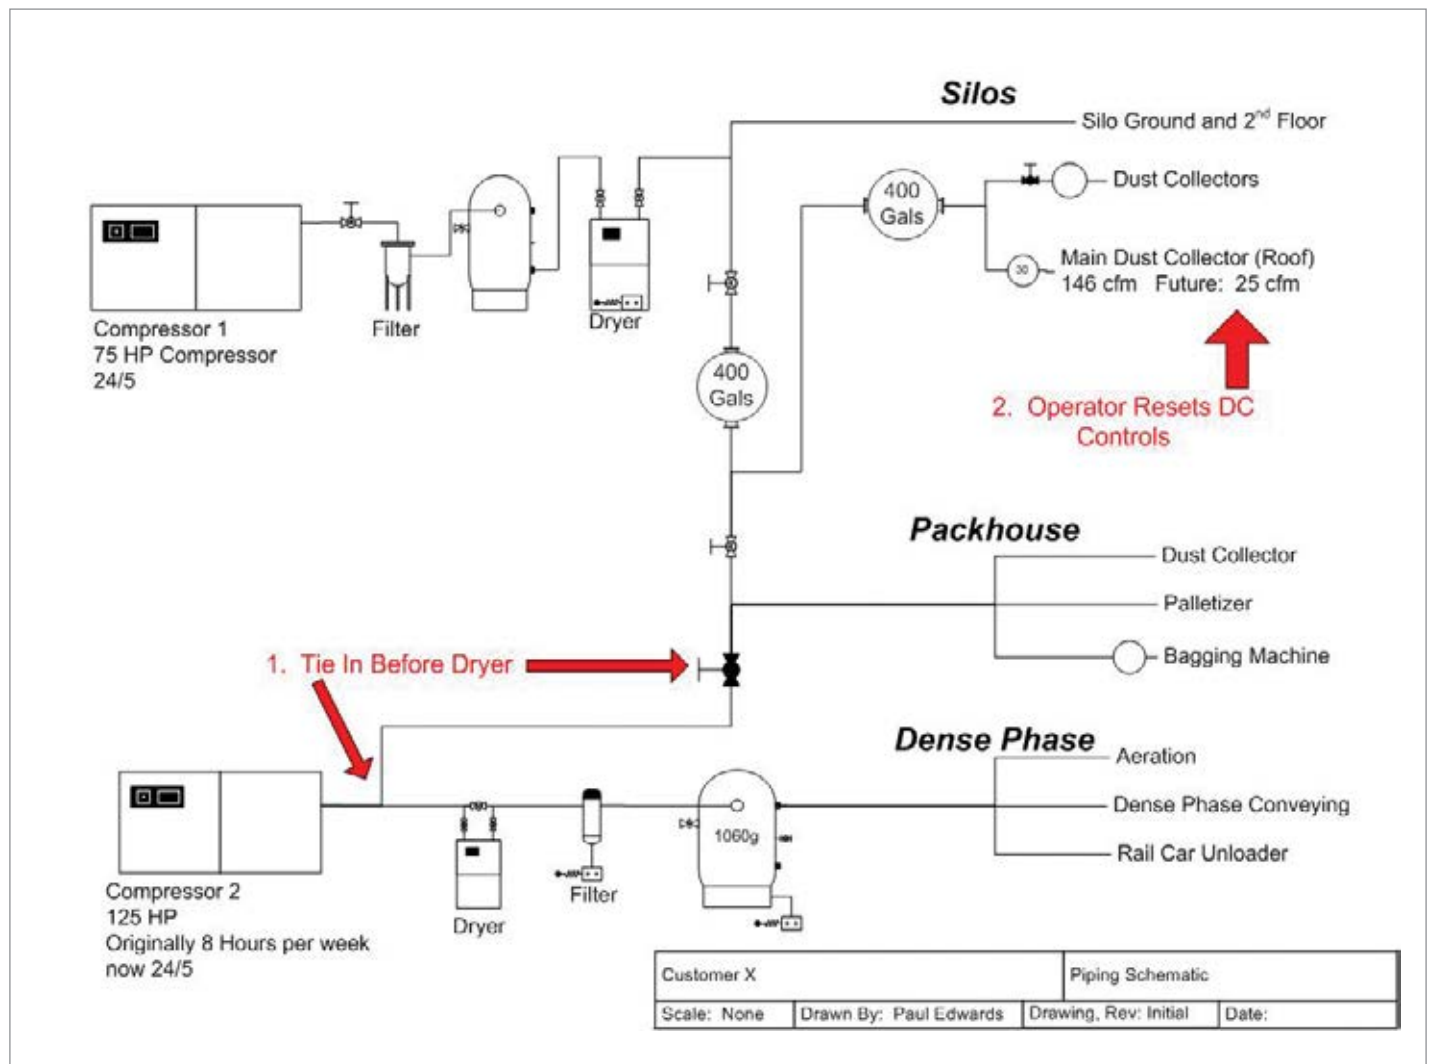 Silos
Silo Ground and 2nd Floor
400
Gals
Dust Collectors
30
Main Dust Collector (Roof)
146 cfm Future: 25 cfm
Compressor 1
75 HP Compressor
24/5
Filter
Dryer
400
Gals
2. Operator Resets DC
Controls
Packhouse
Dust Collector
Palletizer
Bagging Machine
1. Tie In Before Dryer
Dense Phase
Aeration
Dense Phase Conveying
Rail Car Unloader
1060g
Compressor 2
125 HP
Originally 8 Hours per week
now 24/5
Dryer
Filter
Customer X
Piping Schematic
Scale: None
Drawn By: Paul Edwards
Drawing, Rev: Initial
Date: